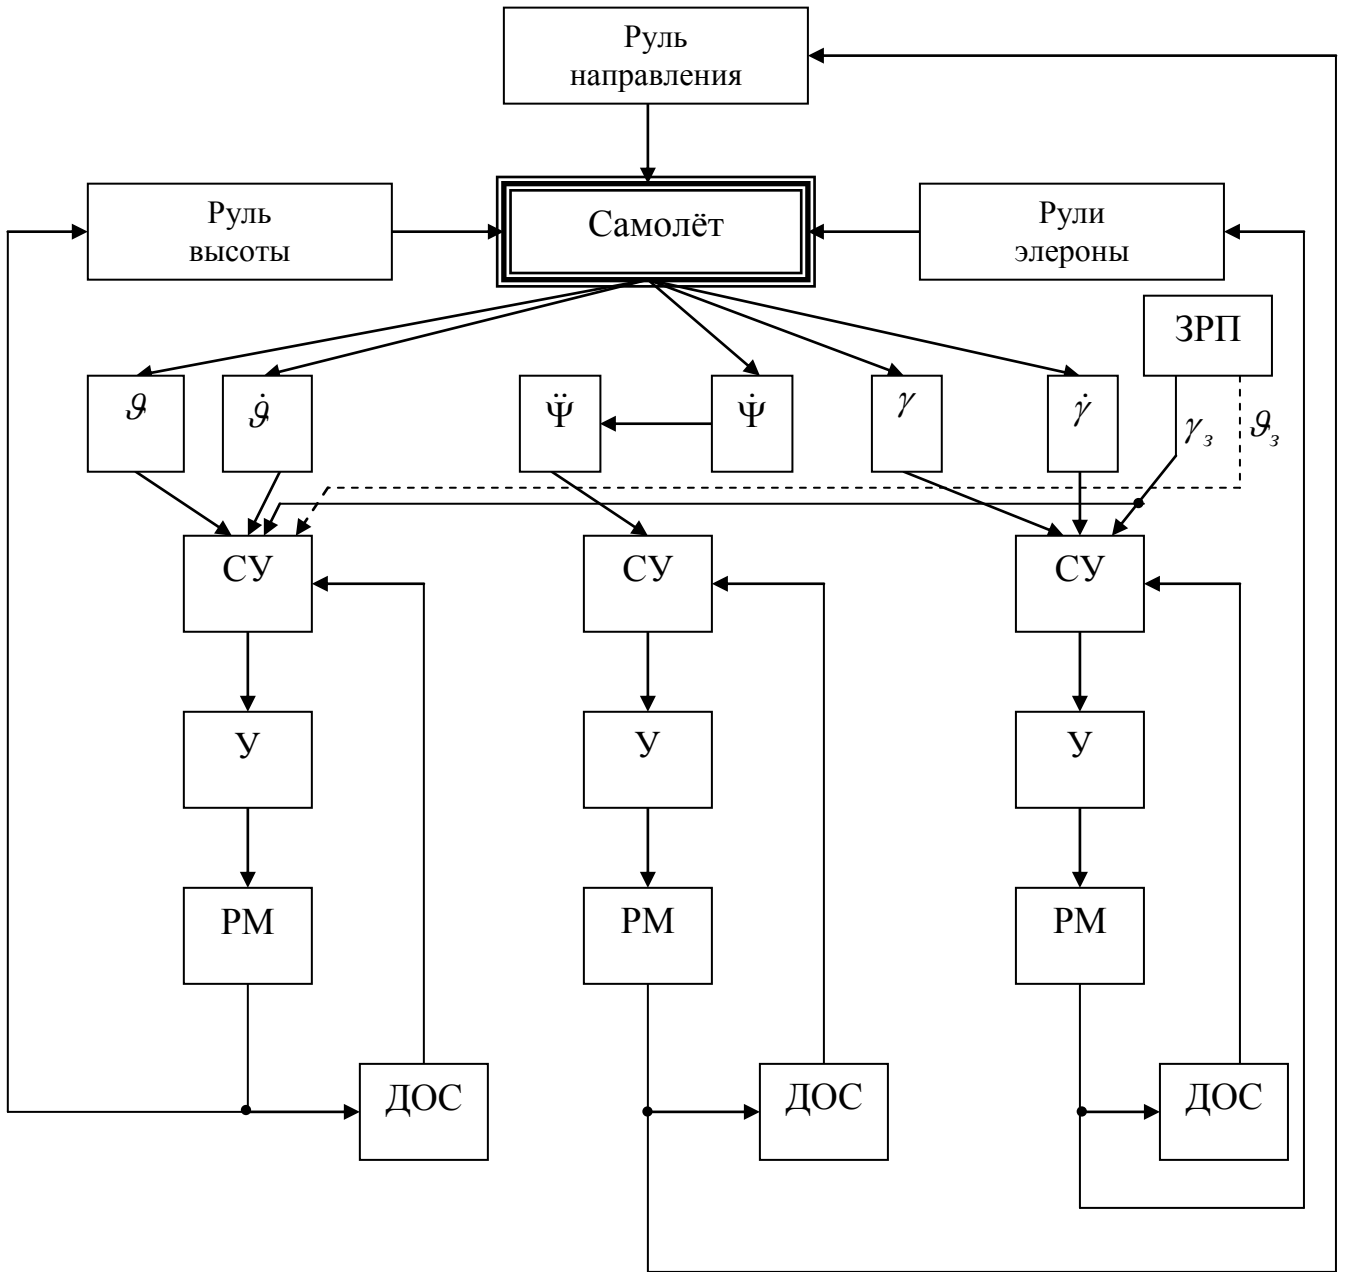 Руль
направления
Руль
высоты
Самолёт
Рули
элероны
ЗРП
ϑ
ϑ̇
Ψ̈
Ψ̇
γ
γ̇
γз
ϑз
СУ
СУ
СУ
У
У
У
РМ
РМ
РМ
ДОС
ДОС
ДОС